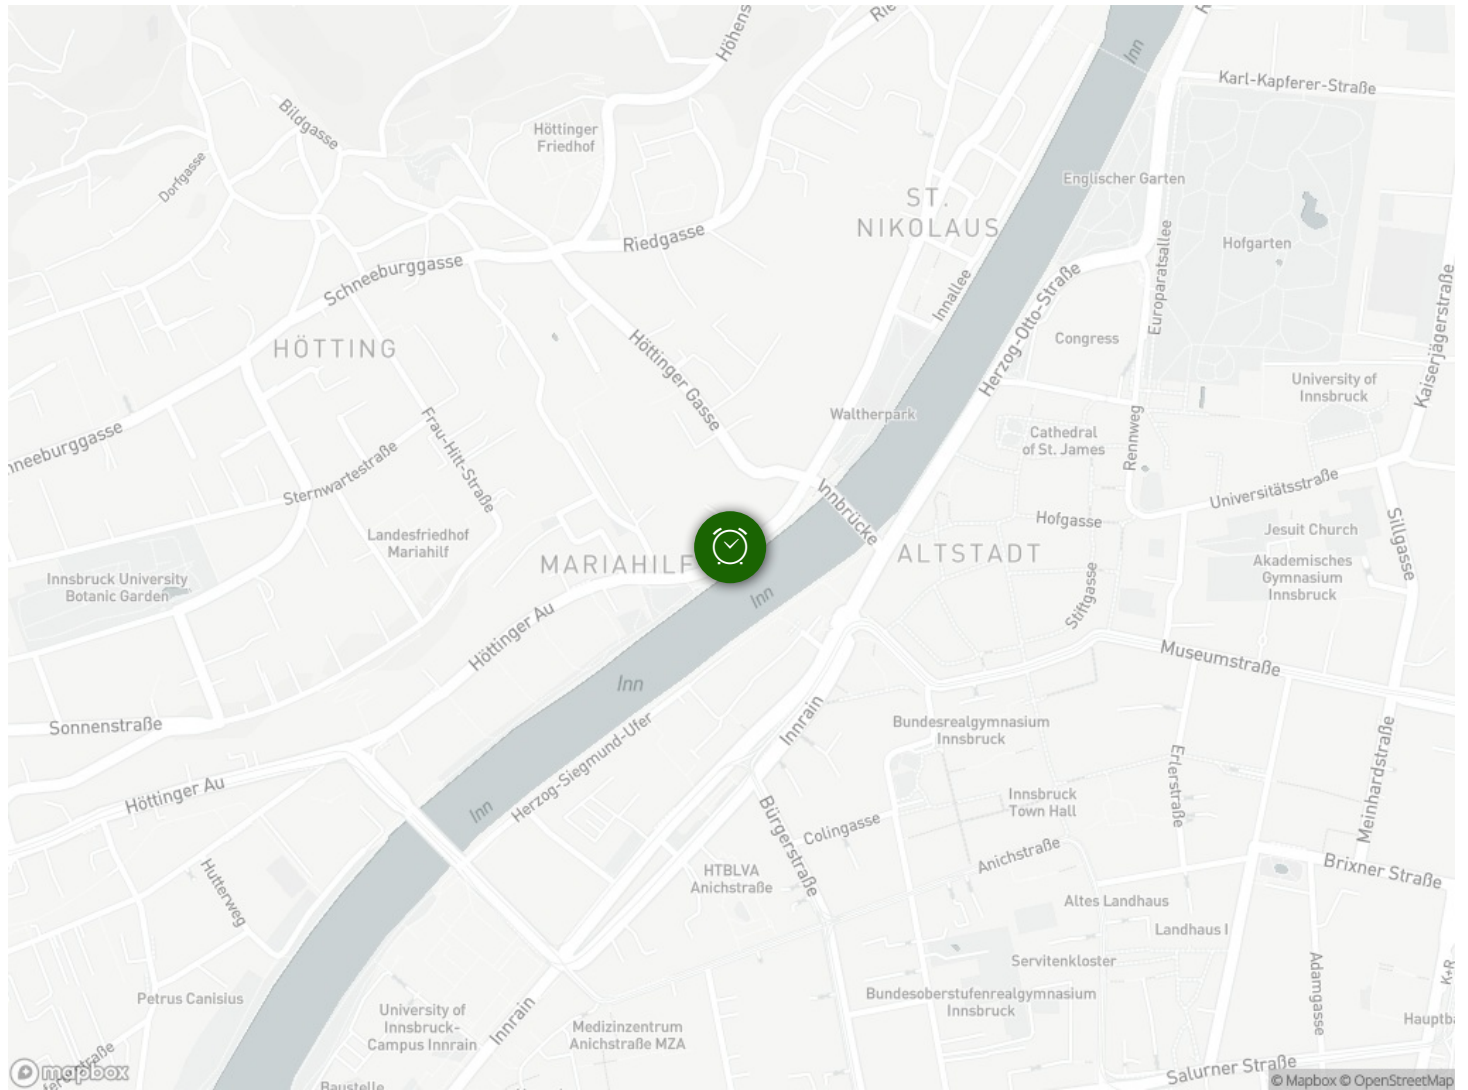 Höhens
Rie
Inn
Karl-Kapferer-Straße
Bildgasse
Höttinger
Friedhof
Dorfgasse
Englischer Garten
ST.
NIKOLAUS
Riedgasse
Hofgarten
Europaratsallee
Schneeburggasse
Innallee
Herzog-Otto-Straße
Kaiserjägerstraße
HÖTTING
Höttinger Gasse
Congress
University of
Innsbruck
Waltherpark
Frau-Hitt-Straße
Cathedral
of St. James
Rennweg
hneeburggasse
Sternwartestraße
Universitätsstraße
Innbrücke
Hofgasse
Jesuit Church
Sillgasse
Landesfriedhof
Mariahilf
MARIAHILF
ALTSTADT
Akademisches
Gymnasium
Innsbruck
Innsbruck University
Botanic Garden
Inn
Stiftgasse
Höttinger Au
Museumstraße
Inn
Sonnenstraße
Innrain
Bundesrealgymnasium
Innsbruck
Herzog-Siegmund-Ufer
Erlerstraße
Meinhardstraße
Höttinger Au
Inn
Innsbruck
Town Hall
Bürgerstraße
Colingasse
Anichstraße
Brixner Straße
HTBLVA
Anichstraße
Hutterweg
Altes Landhaus
Landhaus I
Servitenkloster
Adamgasse
K+R
Petrus Canisius
Bundesoberstufenrealgymnasium
Innsbruck
University of
Innsbruck-
Campus Innrain
Innrain
Medizinzentrum
Anichstraße MZA
Hauptba
Salurner Straße
Baustelle
mapbox
© Mapbox © OpenStreetMap